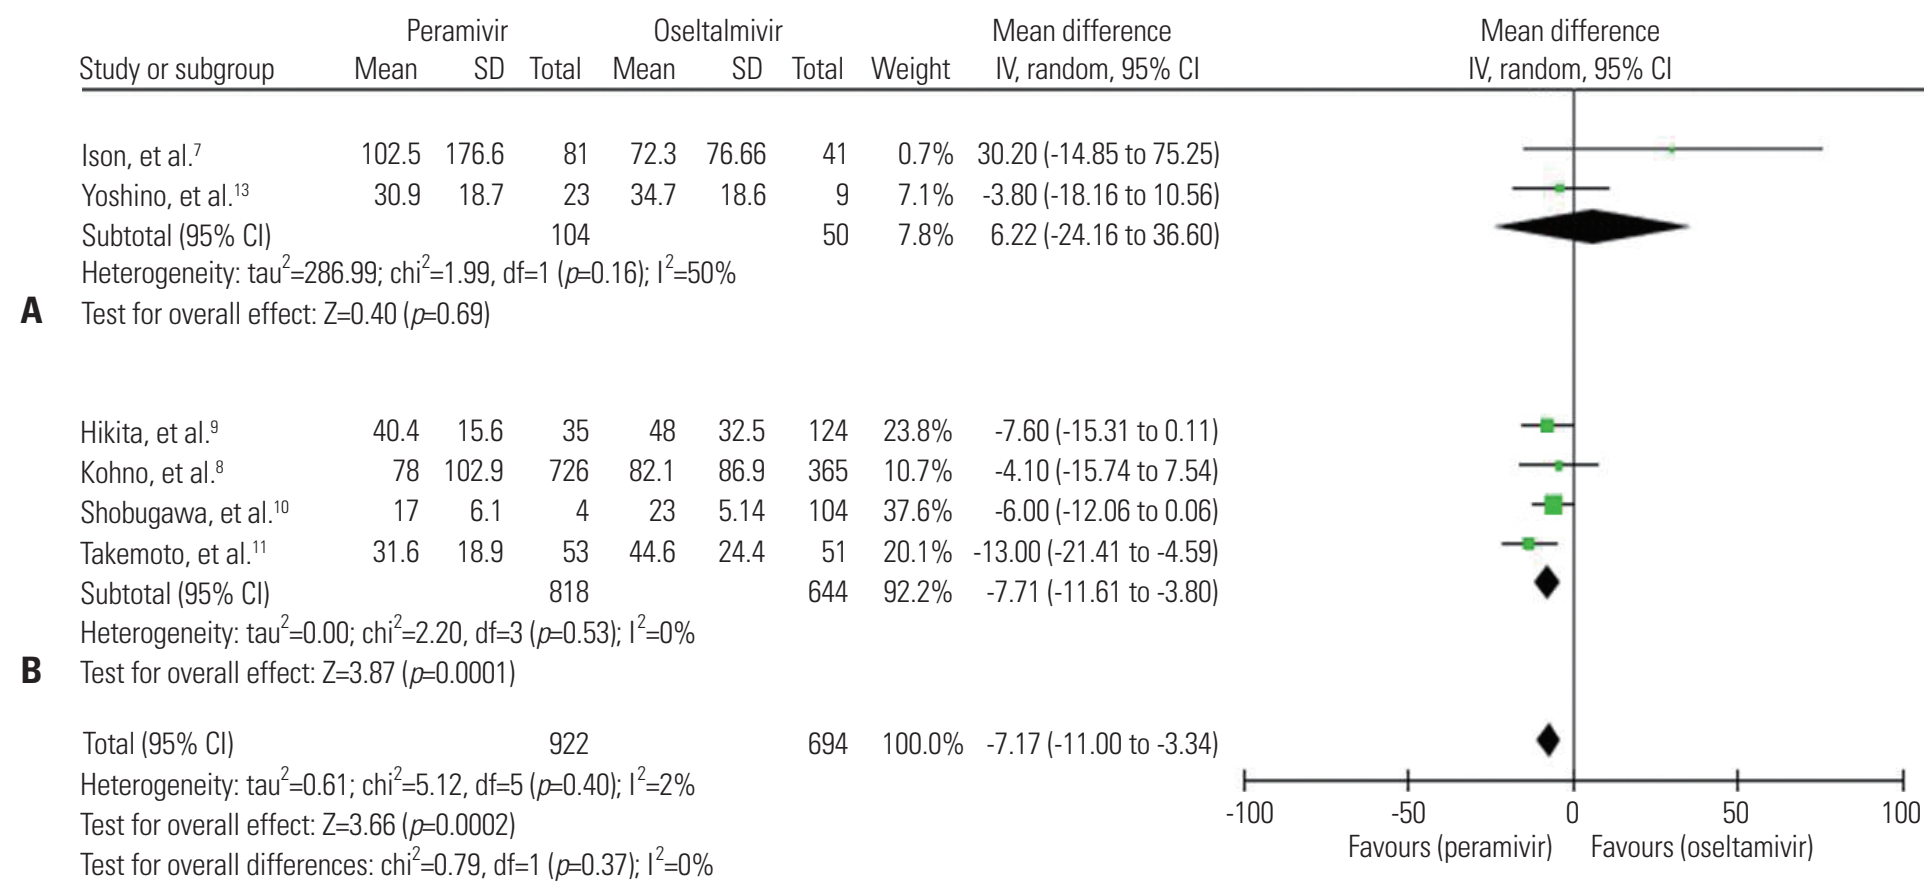 Peramivir Oseltalmivir Mean difference Mean difference
Study or subgroup Mean SD Total Mean SD Total Weight IV, random, 95% CI IV, random, 95% CI
Ison, et al.7 102.5 176.6 81 72.3 76.66 41 0.7% 30.20 (-14.85 to 75.25)
Yoshino, et al.13 30.9 18.7 23 34.7 18.6 9 7.1% -3.80 (-18.16 to 10.56)
Subtotal (95% CI) 104 50 7.8% 6.22 (-24.16 to 36.60)
Heterogeneity: tau2=286.99; chi2=1.99, df=1 (p=0.16); I2=50%
A Test for overall effect: Z=0.40 (p=0.69)
Hikita, et al.9 40.4 15.6 35 48 32.5 124 23.8% -7.60 (-15.31 to 0.11)
Kohno, et al.8 78 102.9 726 82.1 86.9 365 10.7% -4.10 (-15.74 to 7.54)
Shobugawa, et al.10 17 6.1 4 23 5.14 104 37.6% -6.00 (-12.06 to 0.06)
Takemoto, et al.11 31.6 18.9 53 44.6 24.4 51 20.1% -13.00 (-21.41 to -4.59)
Subtotal (95% CI) 818 644 92.2% -7.71 (-11.61 to -3.80)
Heterogeneity: tau2=0.00; chi2=2.20, df=3 (p=0.53); I2=0%
B Test for overall effect: Z=3.87 (p=0.0001)
Total (95% CI) 922 694 100.0% -7.17 (-11.00 to -3.34)
Heterogeneity: tau2=0.61; chi2=5.12, df=5 (p=0.40); I2=2%
Test for overall effect: Z=3.66 (p=0.0002)
Test for overall differences: chi2=0.79, df=1 (p=0.37); I2=0%
-100 -50 0 50 100
Favours (peramivir) Favours (oseltamivir)